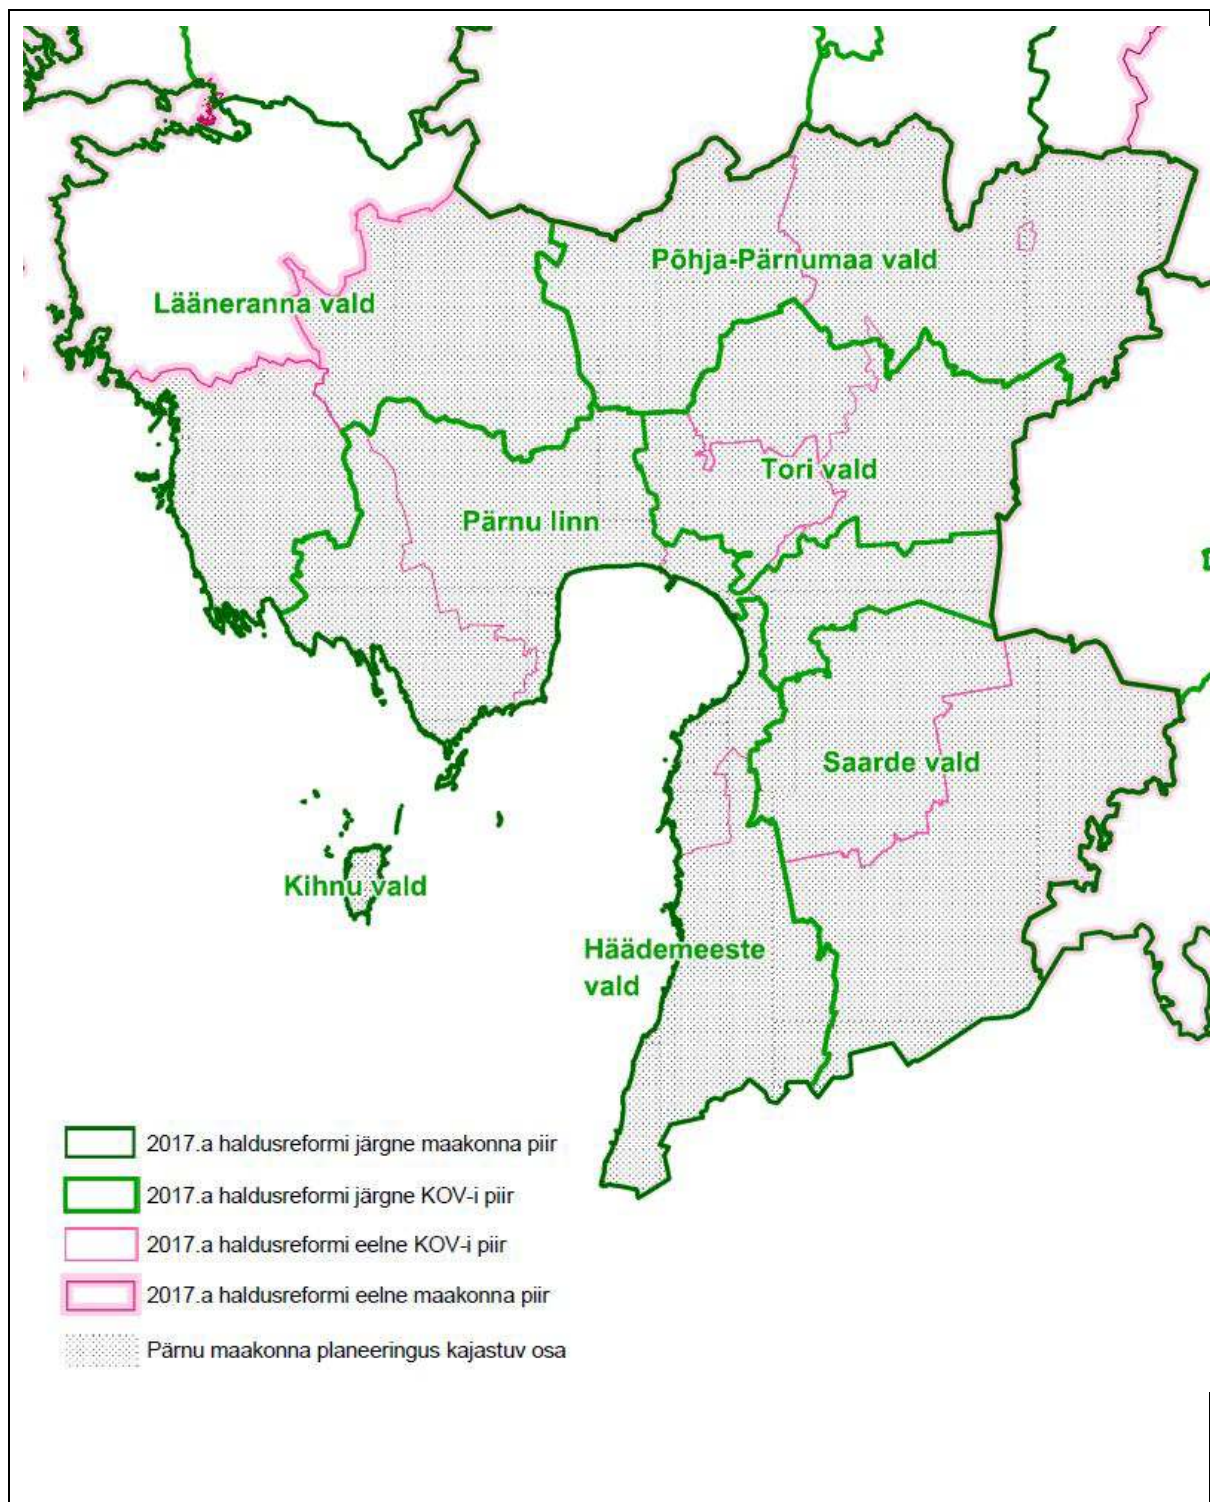 Põhja-Pärnumaa vald
Lääneranna vald
Tori vald
Pärnu linn
Saarde vald
Kihnu vald
Häädemeeste
vald
2017.a haldusreformi järgne maakonna piir
2017.a haldusreformi järgne KOV-i piir
2017.a haldusreformi eelne KOV-i piir
2017.a haldusreformi eelne maakonna piir
Pärnu maakonna planeeringus kajastuv osa